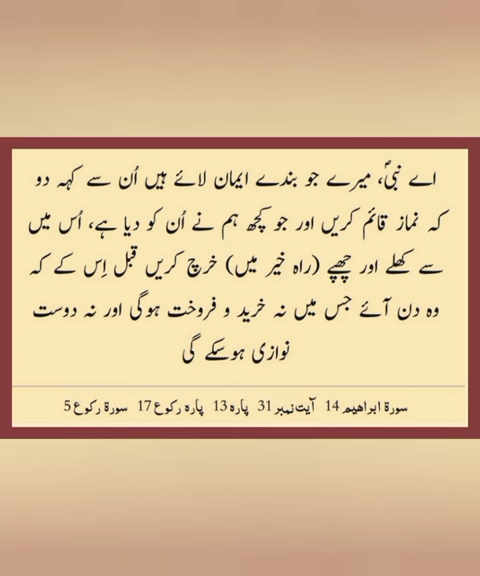 اے نبیؐ، میرے جو بندے ایمان لائے ہیں اُن سے کہہ دو
کہ نماز قائم کریں اور جو کچھ ہم نے اُن کو دیا ہے، اُس میں
سے کھلے اور چھپے (راہ خیر میں) خرچ کریں قبل اِس کے کہ
وہ دن آئے جس میں نہ خرید و فروخت ہوگی اور نہ دوست
نوازی ہوسکے گی
سورۃ ابراھیم 14 آیت نمبر 31 پارہ 13 پارہ رکوع 17 سورۃ رکوع 5